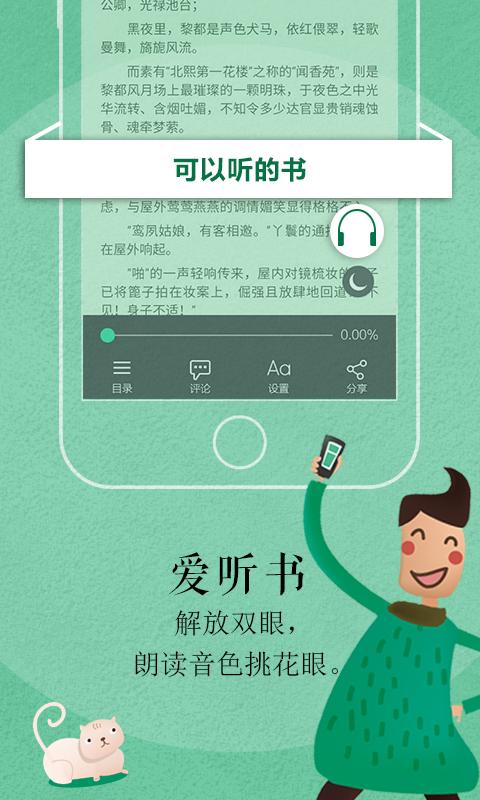 公卿，光禄池台；
黑夜里，黎都是声色犬马，依红偎翠，轻歌
曼舞，旖旎风流。
而素有“北熙第一花楼”之称的“闻香苑”，则是
黎都风月场上最璀璨的一颗明珠，于夜色之中光
华流转、含烟吐媚，不知令多少达官显贵销魂蚀
骨、魂牵梦萦。
可以听的书
虑，与屋外莺莺燕燕的调情媚笑显得格格不
“鸾夙姑娘，有客相邀。”丫鬟的通
在屋外响起。
“啪”的一声轻响传来，屋内对镜梳妆的 子
已将篦子拍在妆案上，倔强且放肆地回道 不
见！身子不适！”
0.00%
目录
评论
Aa
设置
分享
爱听书
解放双眼，
朗读音色挑花眼。